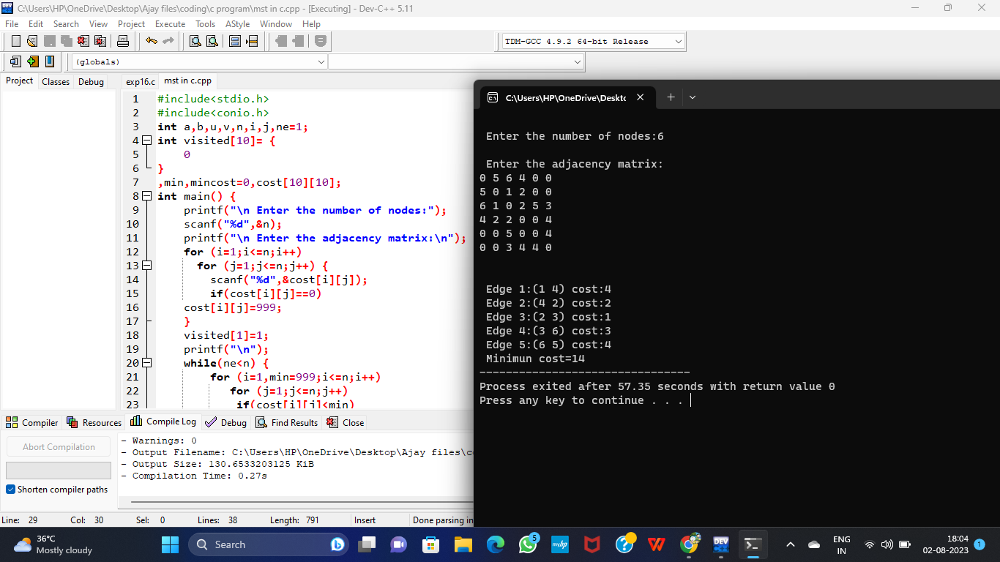 C:\Users\HP\OneDrive\Desktop\Ajay files\coding\c program\mst in c.cpp - [Executing] - Dev-C++ 5.11
File Edit Search View Project Execute Tools AStyle Window Help
TDM-GCC 4.9.2 64-bit Release
(globals)
Project Classes Debug
exp16.c mst in c.cpp
1 #include<stdio.h>
2 #include<conio.h>
3 int a,b,u,v,n,i,j,ne=1;
4 int visited[10]= {
5 0
6 }
7 ,min,mincost=0,cost[10][10];
8 int main() {
9 printf("\n Enter the number of nodes:");
10 scanf("%d",&n);
11 printf("\n Enter the adjacency matrix:\n");
12 for (i=1;i<=n;i++)
13 for (j=1;j<=n;j++) {
14 scanf("%d",&cost[i][j]);
15 if(cost[i][j]==0)
16 cost[i][j]=999;
17 }
18 visited[1]=1;
19 printf("\n");
20 while(ne<n) {
21 for (i=1,min=999;i<=n;i++)
22 for (j=1;j<=n;j++)
23 if(cost[i][j]<min)
C:\Users\HP\OneDrive\Deskto
Enter the number of nodes:6
Enter the adjacency matrix:
0 5 6 4 0 0
5 0 1 2 0 0
6 1 0 2 5 3
4 2 2 0 0 4
0 0 5 0 0 4
0 0 3 4 4 0
Edge 1:(1 4) cost:4
Edge 2:(4 2) cost:2
Edge 3:(2 3) cost:1
Edge 4:(3 6) cost:3
Edge 5:(6 5) cost:4
Minimun cost=14
--------------------------------
Process exited after 57.35 seconds with return value 0
Press any key to continue . . .
Compiler Resources Compile Log Debug Find Results Close
Abort Compilation
Shorten compiler paths
- Warnings: 0
- Output Filename: C:\Users\HP\OneDrive\Desktop\Ajay files\co
- Output Size: 130.6533203125 KiB
- Compilation Time: 0.27s
Line: 29 Col: 30 Sel: 0 Lines: 38 Length: 791 Insert Done parsing in
36°C
Mostly cloudy
Search
5
myhp
DEV
ENG
IN
18:04
02-08-2023
1